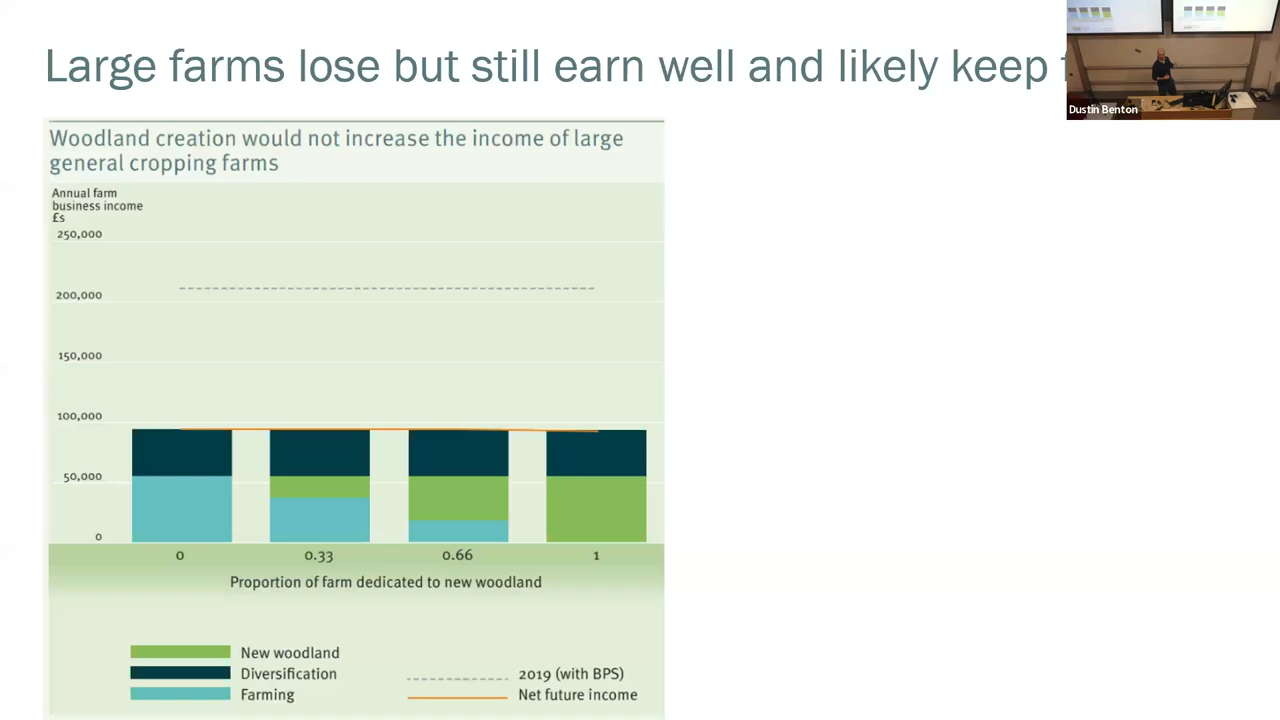 Large farms lose but still earn well and likely keep
Dustin Benton
Woodland creation would not increase the income of large
general cropping farms
Annual farm
business income
£s
250,000
200,000
150,000
100,000
50,000
0
0 0.33 0.66 1
Proportion of farm dedicated to new woodland
New woodland
Diversification
Farming
2019 (with BPS)
Net future income